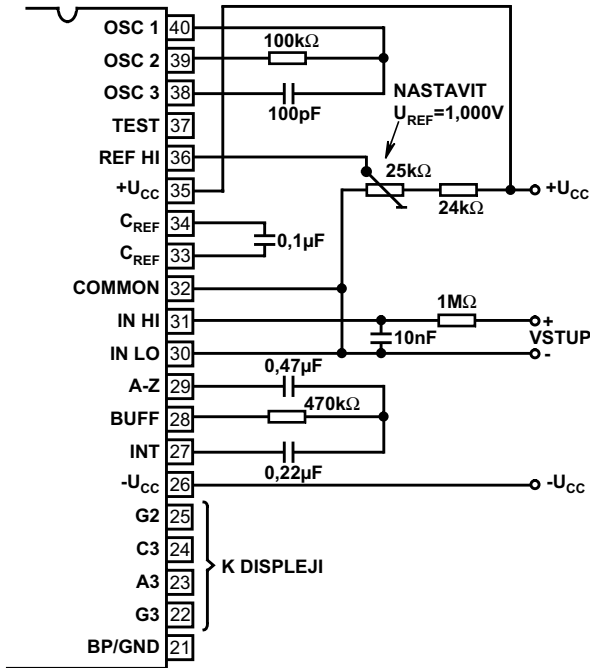 OSC 1 40
100kΩ
OSC 2 39
OSC 3 38
100pF
NASTAVIT
U_REF=1,000V
TEST 37
REF HI 36
25kΩ
+U_CC 35
24kΩ
+U_CC
C_REF 34
0,1µF
C_REF 33
COMMON 32
1MΩ
IN HI 31
+
10nF
VSTUP
IN LO 30
-
0,47µF
A-Z 29
470kΩ
BUFF 28
INT 27
0,22µF
-U_CC 26
-U_CC
G2 25
C3 24
K DISPLEJI
A3 23
G3 22
BP/GND 21